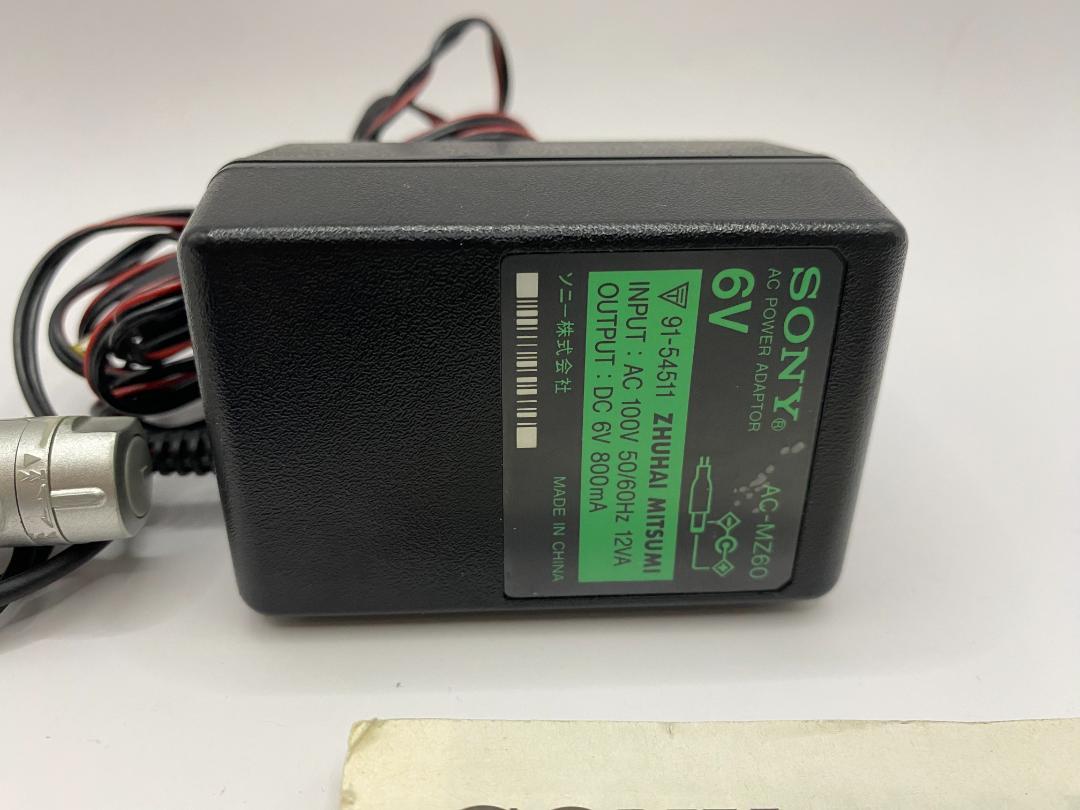 SONY®
AC POWER ADAPTOR
AC-MZ60
6V
91-54511 ZHUHAI MITSUMI
INPUT : AC 100V 50/60Hz 12VA
OUTPUT : DC 6V 800mA
ソニー株式会社
MADE IN CHINA